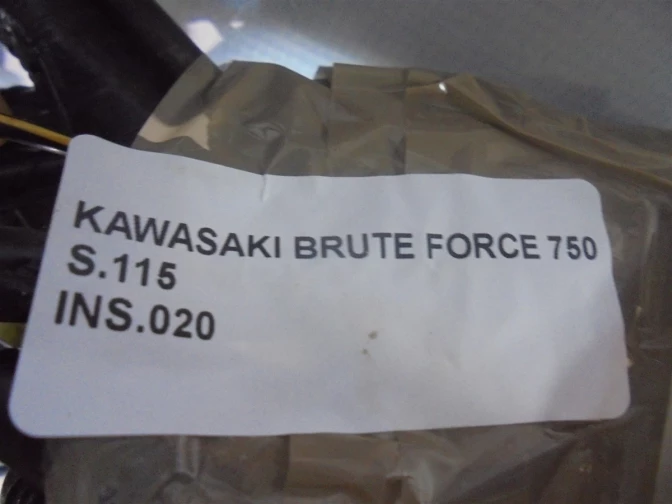 KAWASAKI BRUTE FORCE 750
S.115
INS.020